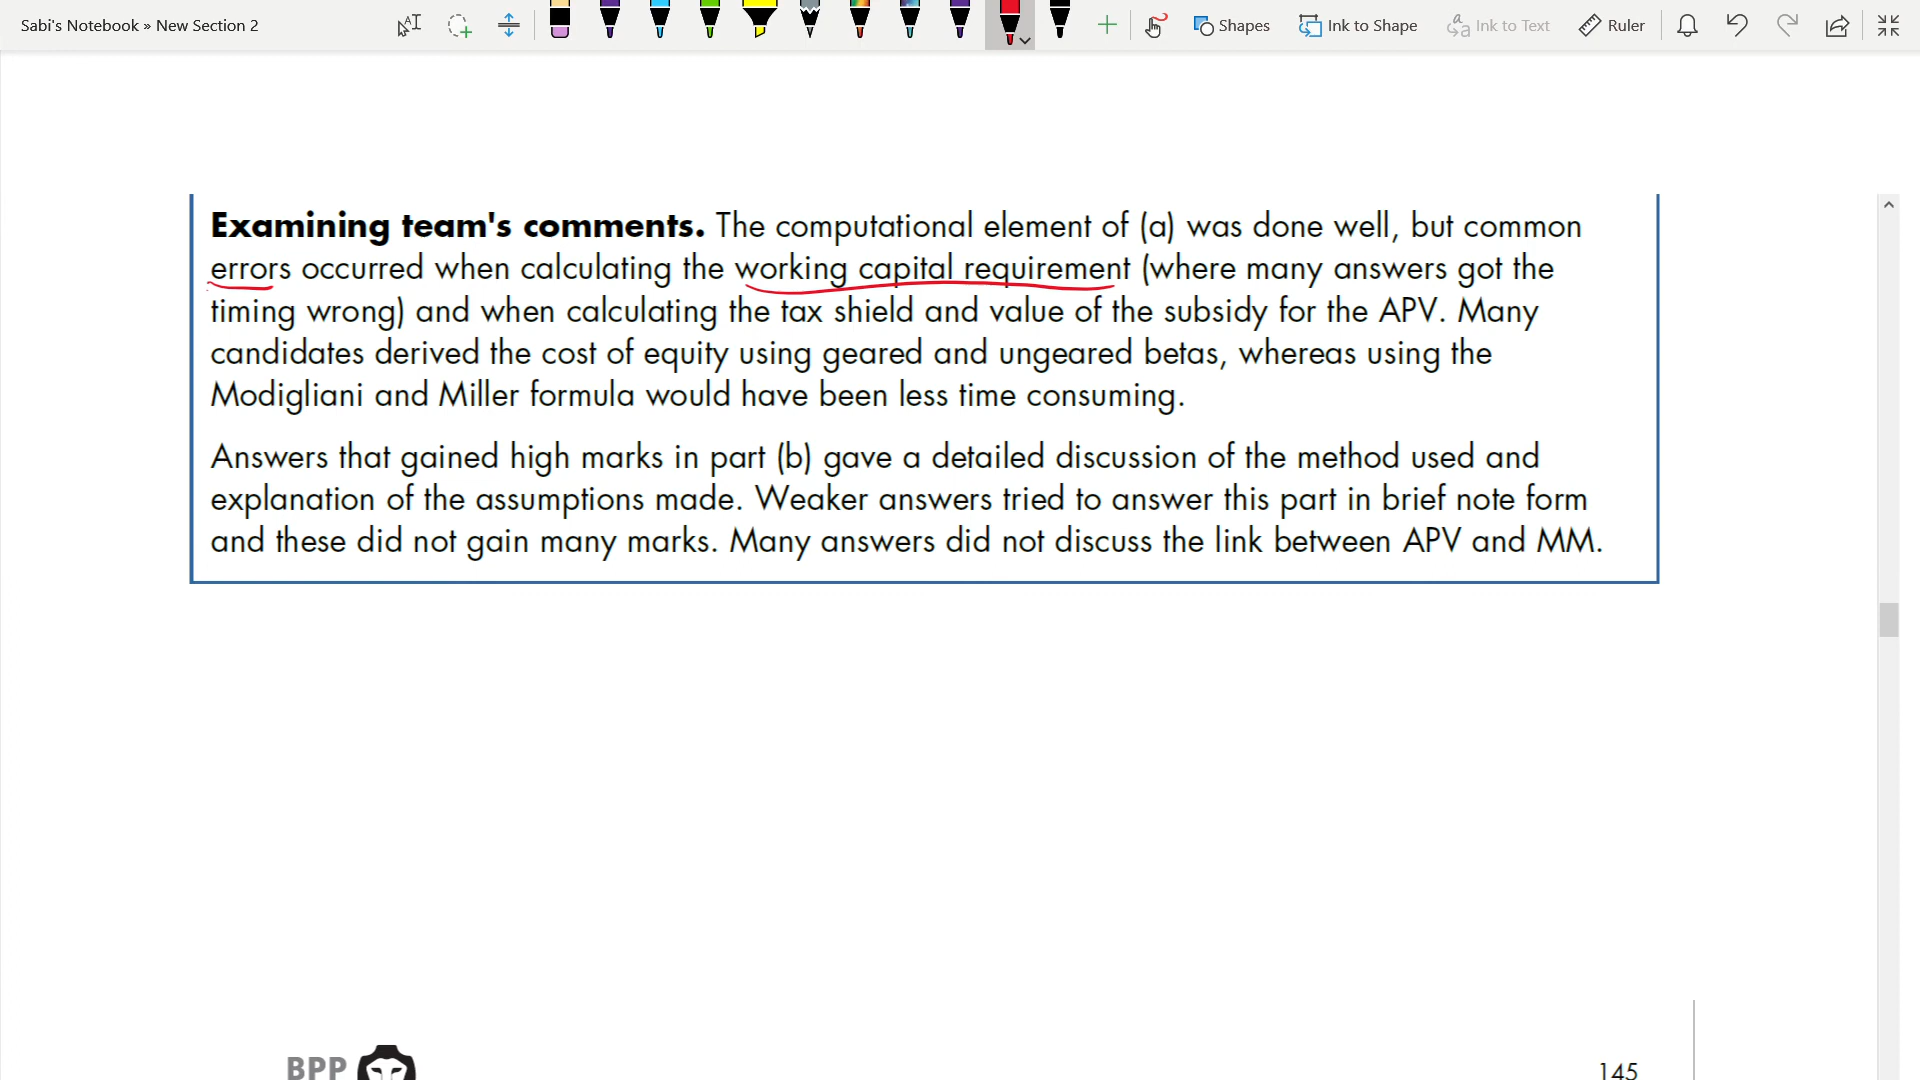 Sabi's Notebook » New Section 2
Shapes
Ink to Shape
Ink to Text
Ruler
Examining team's comments. The computational element of (a) was done well, but common
errors occurred when calculating the working capital requirement (where many answers got the
timing wrong) and when calculating the tax shield and value of the subsidy for the APV. Many
candidates derived the cost of equity using geared and ungeared betas, whereas using the
Modigliani and Miller formula would have been less time consuming.
Answers that gained high marks in part (b) gave a detailed discussion of the method used and
explanation of the assumptions made. Weaker answers tried to answer this part in brief note form
and these did not gain many marks. Many answers did not discuss the link between APV and MM.
BPP
145